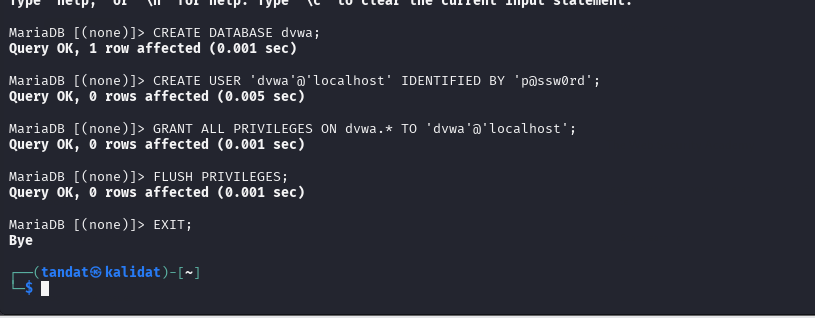 Type 'help;' or '\h' for help. Type '\c' to clear the current input statement.
MariaDB [(none)]> CREATE DATABASE dvwa;
Query OK, 1 row affected (0.001 sec)
MariaDB [(none)]> CREATE USER 'dvwa'@'localhost' IDENTIFIED BY 'p@ssw0rd';
Query OK, 0 rows affected (0.005 sec)
MariaDB [(none)]> GRANT ALL PRIVILEGES ON dvwa.* TO 'dvwa'@'localhost';
Query OK, 0 rows affected (0.001 sec)
MariaDB [(none)]> FLUSH PRIVILEGES;
Query OK, 0 rows affected (0.001 sec)
MariaDB [(none)]> EXIT;
Bye
┌──(tandat㉿kalidat)-[~]
└─$